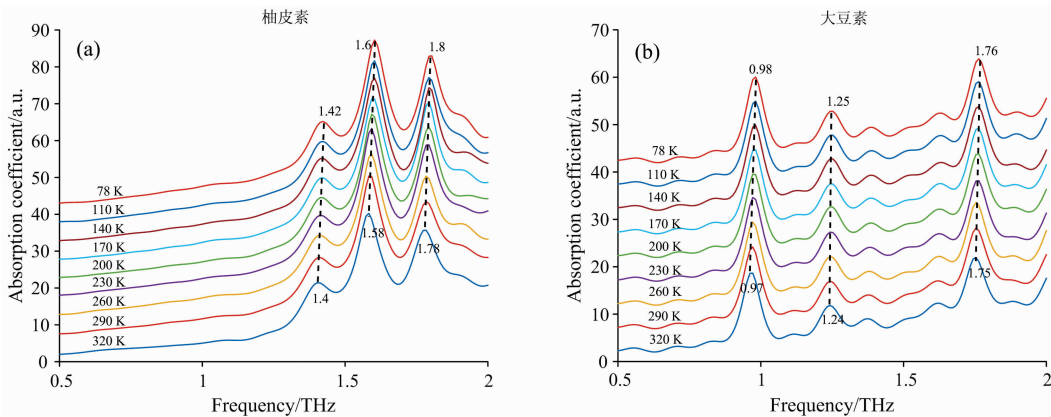 柚皮素
(a)
Absorption coefficient/a.u.
90
80
70
60
50
40
30
20
10
0
1.42
1.6
1.8
78 K
110 K
140 K
170 K
200 K
230 K
260 K
290 K
320 K
1.4
1.58
1.78
0.5
1
1.5
2
Frequency/THz
大豆素
(b)
Absorption coefficient/a.u.
70
60
50
40
30
20
10
0
0.98
1.25
1.76
78 K
110 K
140 K
170 K
200 K
230 K
260 K
290 K
320 K
0.97
1.24
1.75
0.5
1
1.5
2
Frequency/THz